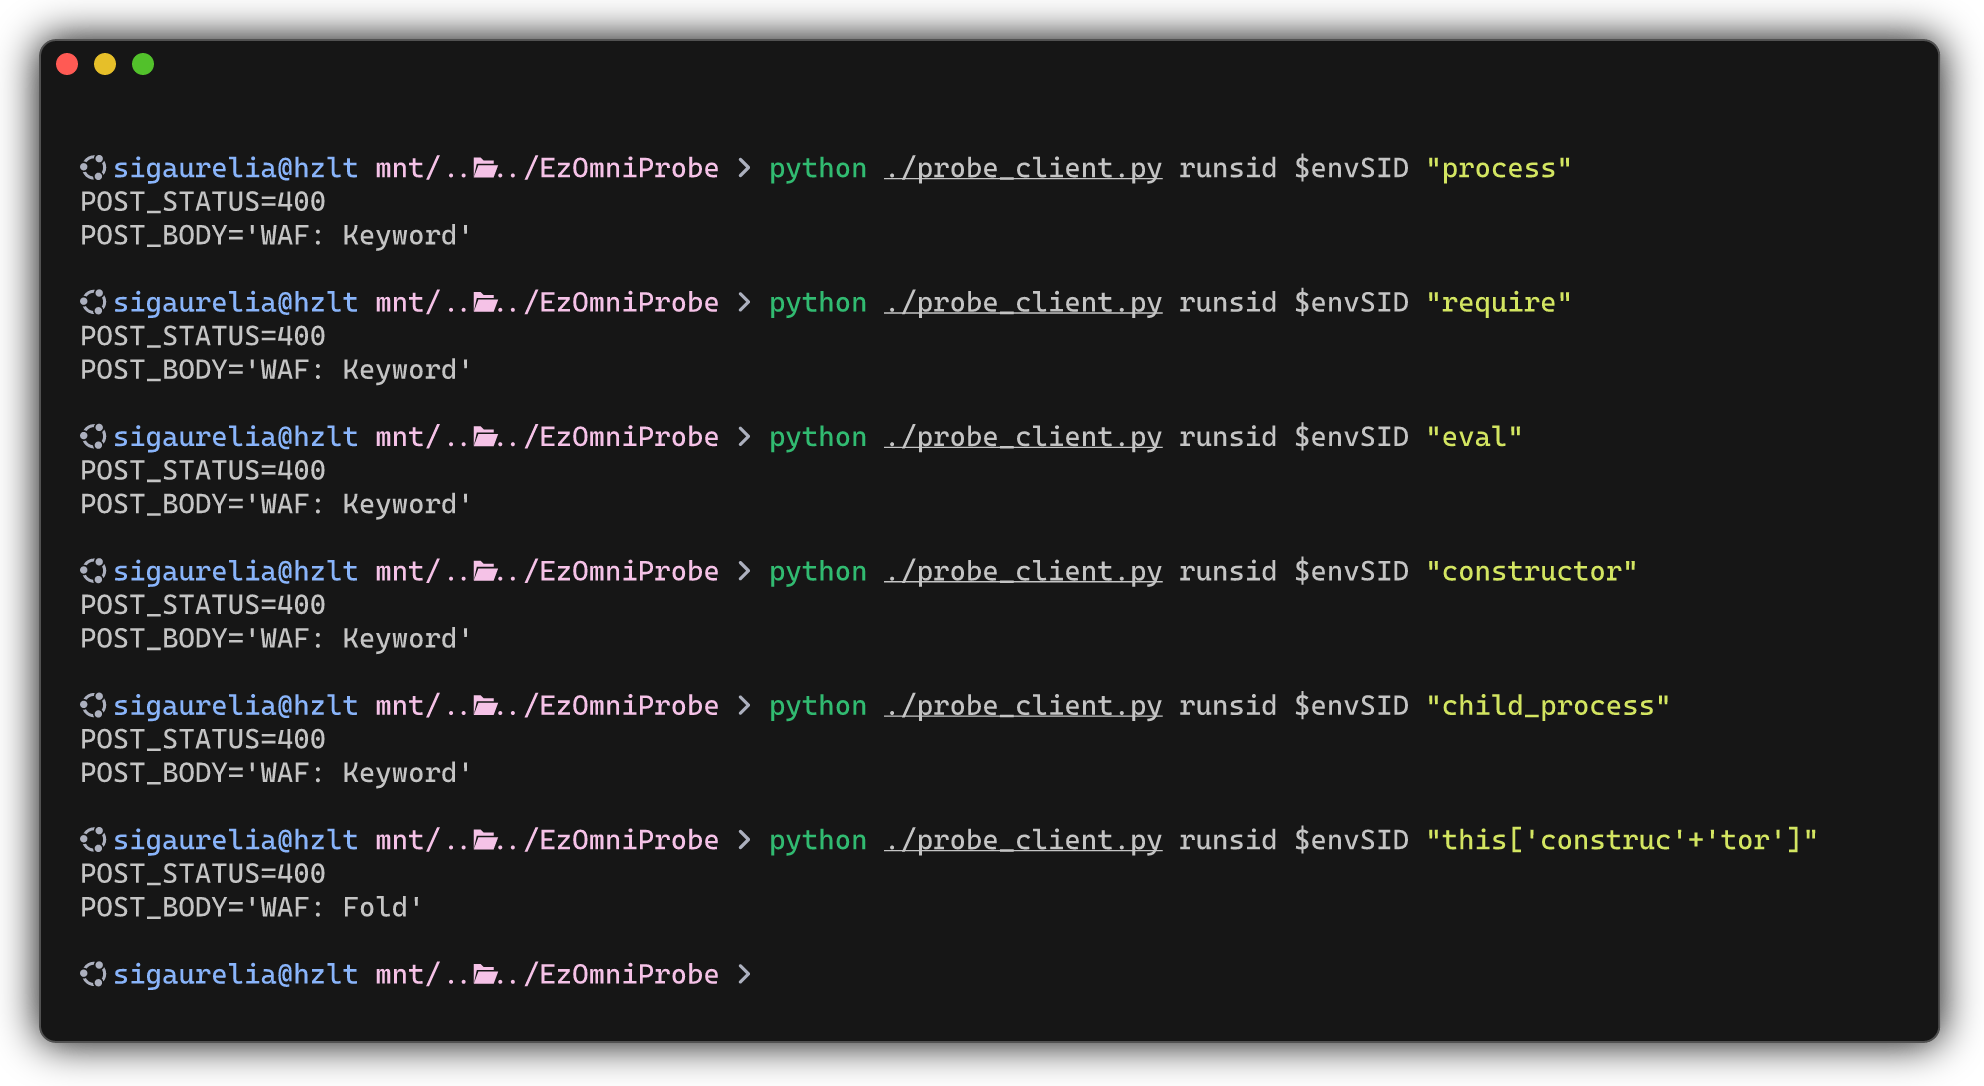 sigaurelia@hzlt mnt/..../EzOmniProbe > python ./probe_client.py runsid $envSID "process"
POST_STATUS=400
POST_BODY='WAF: Keyword'
sigaurelia@hzlt mnt/..../EzOmniProbe > python ./probe_client.py runsid $envSID "require"
POST_STATUS=400
POST_BODY='WAF: Keyword'
sigaurelia@hzlt mnt/..../EzOmniProbe > python ./probe_client.py runsid $envSID "eval"
POST_STATUS=400
POST_BODY='WAF: Keyword'
sigaurelia@hzlt mnt/..../EzOmniProbe > python ./probe_client.py runsid $envSID "constructor"
POST_STATUS=400
POST_BODY='WAF: Keyword'
sigaurelia@hzlt mnt/..../EzOmniProbe > python ./probe_client.py runsid $envSID "child_process"
POST_STATUS=400
POST_BODY='WAF: Keyword'
sigaurelia@hzlt mnt/..../EzOmniProbe > python ./probe_client.py runsid $envSID "this['construc'+'tor']"
POST_STATUS=400
POST_BODY='WAF: Fold'
sigaurelia@hzlt mnt/..../EzOmniProbe >